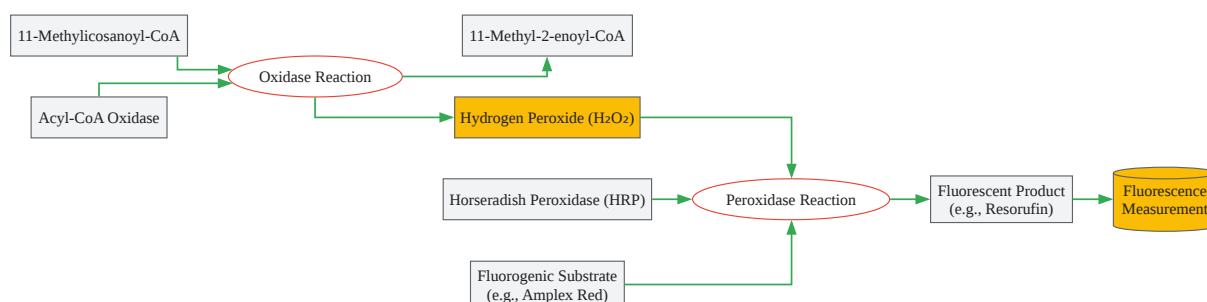 11-Methylicosanoyl-CoA
11-Methyl-2-enoyl-CoA
Oxidase Reaction
Acyl-CoA Oxidase
Hydrogen Peroxide (H₂O₂)
Horseradish Peroxidase (HRP)
Peroxidase Reaction
Fluorescent Product
(e.g., Resorufin)
Fluorescence
Measurement
Fluorogenic Substrate
(e.g., Amplex Red)